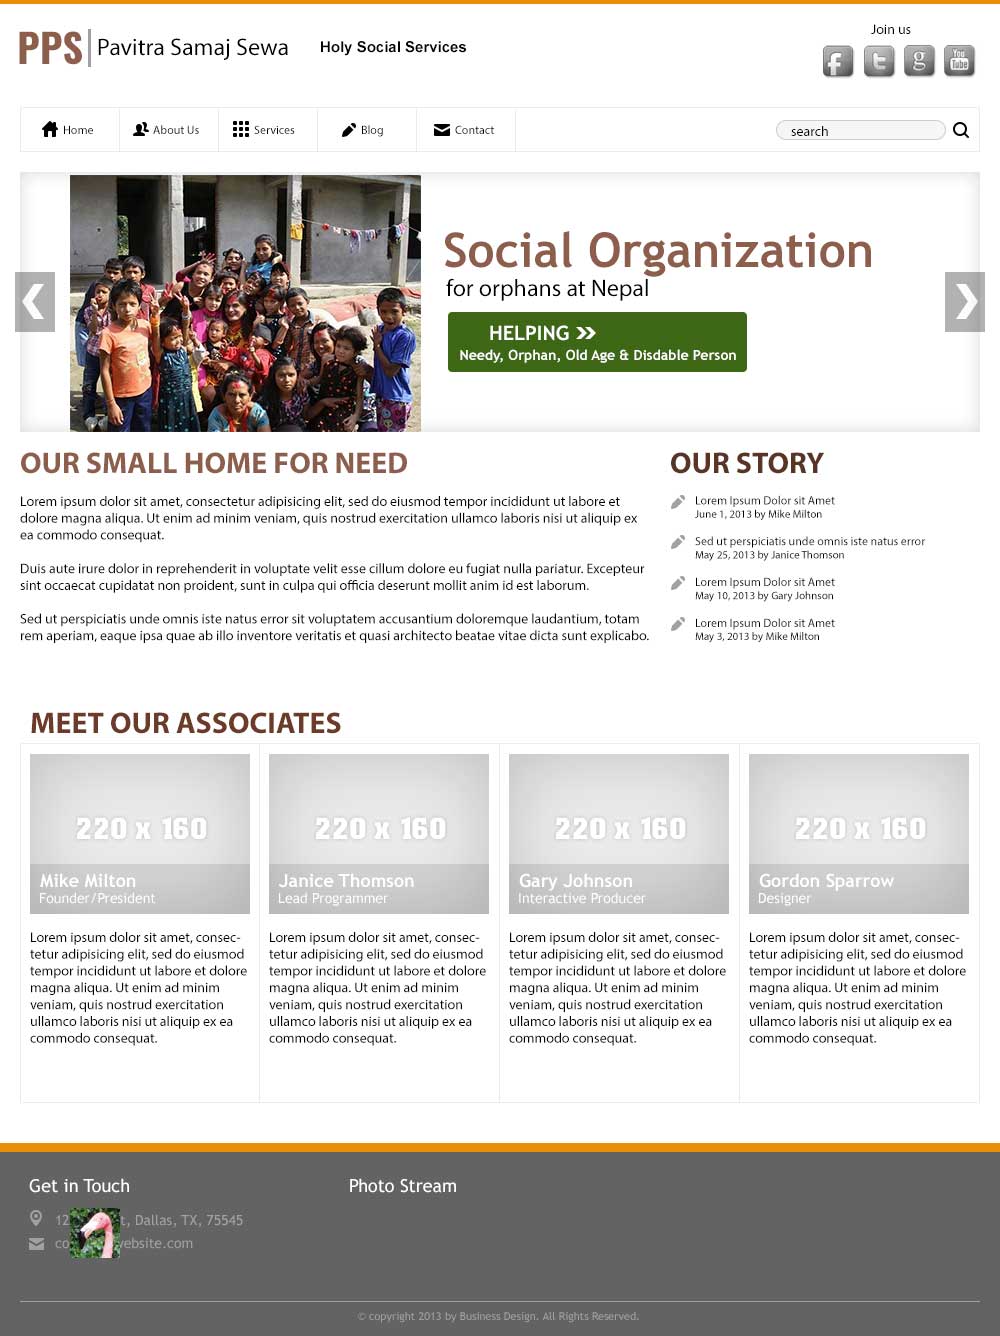 PPS
Pavitra Samaj Sewa
Holy Social Services
Join us
f
t
g
You
Tube
Home
About Us
Services
Blog
Contact
search
Social Organization
for orphans at Nepal
HELPING
Needy, Orphan, Old Age & Disdable Person
OUR SMALL HOME FOR NEED
Lorem ipsum dolor sit amet, consectetur adipisicing elit, sed do eiusmod tempor incididunt ut labore et
dolore magna aliqua. Ut enim ad minim veniam, quis nostrud exercitation ullamco laboris nisi ut aliquip ex
ea commodo consequat.
Duis aute irure dolor in reprehenderit in voluptate velit esse cillum dolore eu fugiat nulla pariatur. Excepteur
sint occaecat cupidatat non proident, sunt in culpa qui officia deserunt mollit anim id est laborum.
Sed ut perspiciatis unde omnis iste natus error sit voluptatem accusantium doloremque laudantium, totam
rem aperiam, eaque ipsa quae ab illo inventore veritatis et quasi architecto beatae vitae dicta sunt explicabo.
OUR STORY
Lorem Ipsum Dolor sit Amet
June 1, 2013 by Mike Milton
Sed ut perspiciatis unde omnis iste natus error
May 25, 2013 by Janice Thomson
Lorem Ipsum Dolor sit Amet
May 10, 2013 by Gary Johnson
Lorem Ipsum Dolor sit Amet
May 3, 2013 by Mike Milton
MEET OUR ASSOCIATES
220 x 160
Mike Milton
Founder/President
Lorem ipsum dolor sit amet, consec-
tetur adipisicing elit, sed do eiusmod
tempor incididunt ut labore et dolore
magna aliqua. Ut enim ad minim
veniam, quis nostrud exercitation
ullamco laboris nisi ut aliquip ex ea
commodo consequat.
220 x 160
Janice Thomson
Lead Programmer
Lorem ipsum dolor sit amet, consec-
tetur adipisicing elit, sed do eiusmod
tempor incididunt ut labore et dolore
magna aliqua. Ut enim ad minim
veniam, quis nostrud exercitation
ullamco laboris nisi ut aliquip ex ea
commodo consequat.
220 x 160
Gary Johnson
Interactive Producer
Lorem ipsum dolor sit amet, consec-
tetur adipisicing elit, sed do eiusmod
tempor incididunt ut labore et dolore
magna aliqua. Ut enim ad minim
veniam, quis nostrud exercitation
ullamco laboris nisi ut aliquip ex ea
commodo consequat.
220 x 160
Gordon Sparrow
Designer
Lorem ipsum dolor sit amet, consec-
tetur adipisicing elit, sed do eiusmod
tempor incididunt ut labore et dolore
magna aliqua. Ut enim ad minim
veniam, quis nostrud exercitation
ullamco laboris nisi ut aliquip ex ea
commodo consequat.
Get in Touch
Dallas, TX, 75545
Photo Stream
© copyright 2013 by Business Design. All Rights Reserved.